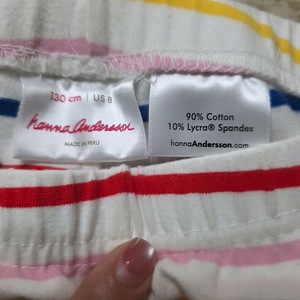 130 cm | US 8
hanna Andersson
MADE IN PERU
90% Cotton
10% Lycra® Spandex
hannaAndersson.com